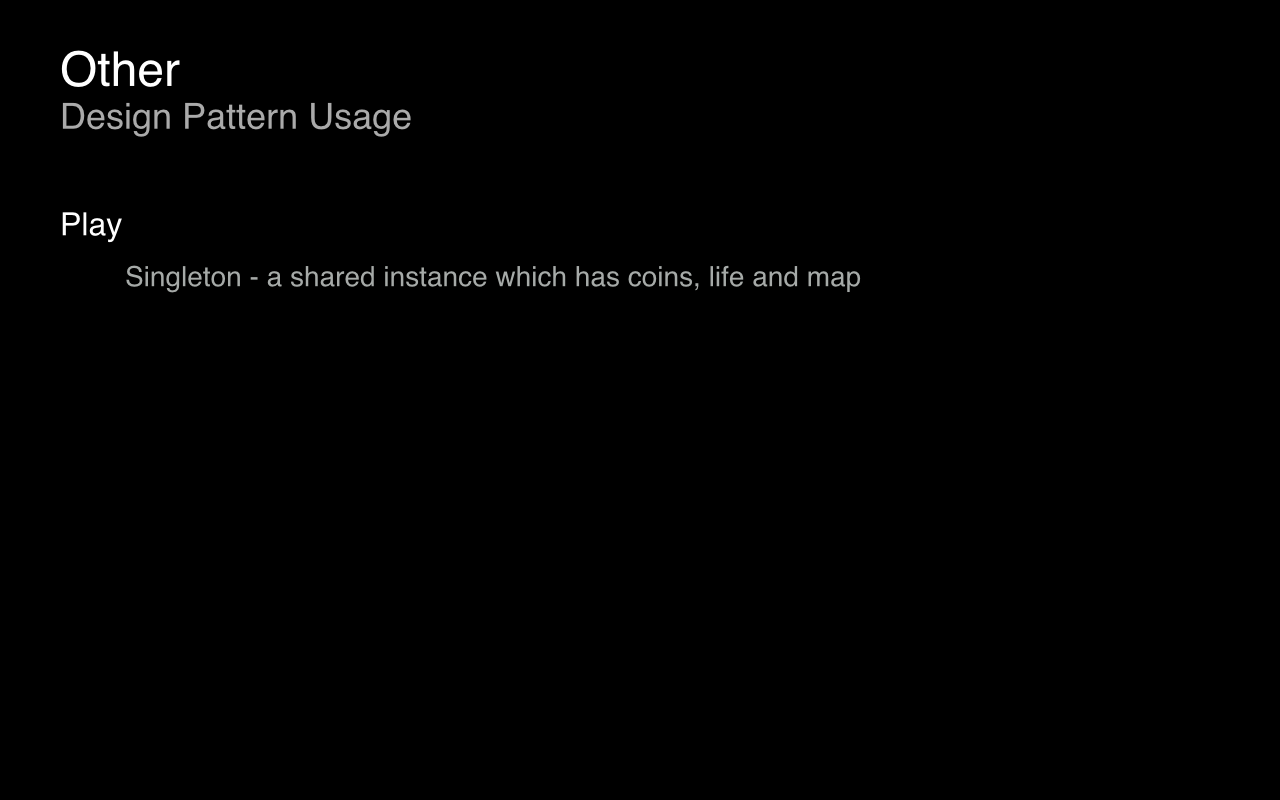 Other
Design Pattern Usage
Play
Singleton - a shared instance which has coins, life and map